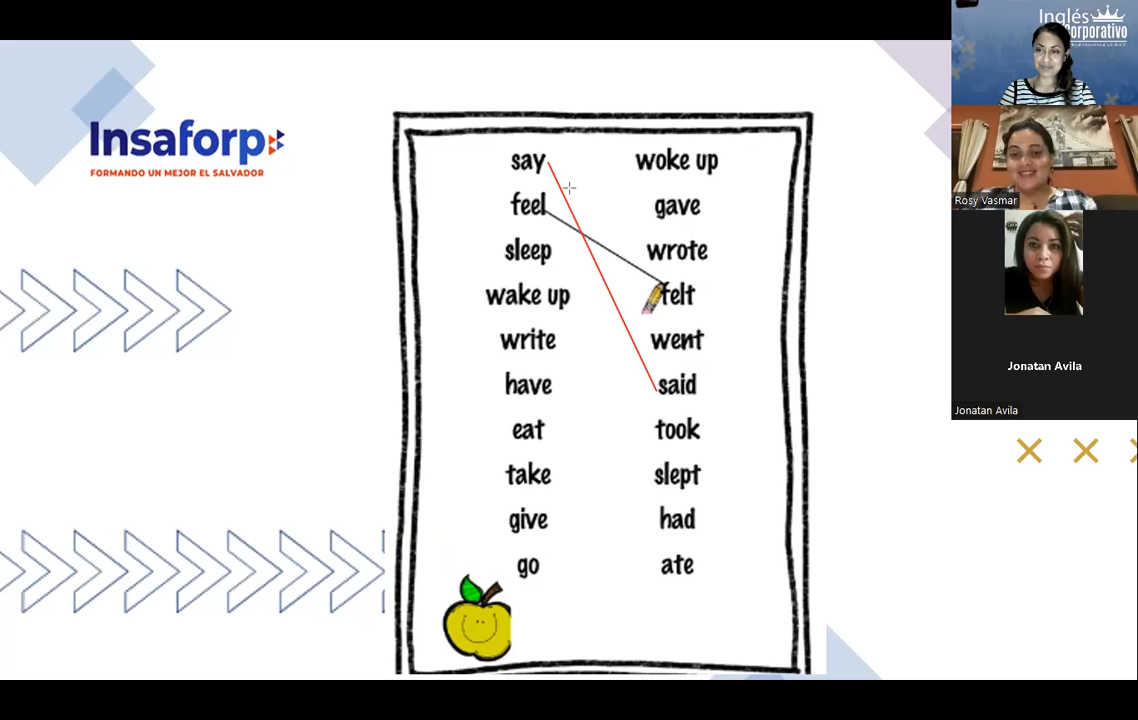 Insaforp
FORMANDO UN MEJOR EL SALVADOR
say woke up
feel gave
sleep wrote
wake up felt
write went
have said
eat took
take slept
give had
go ate
Inglés
Corporativo
Rosy Vasmar
Jonatan Avila
Jonatan Avila